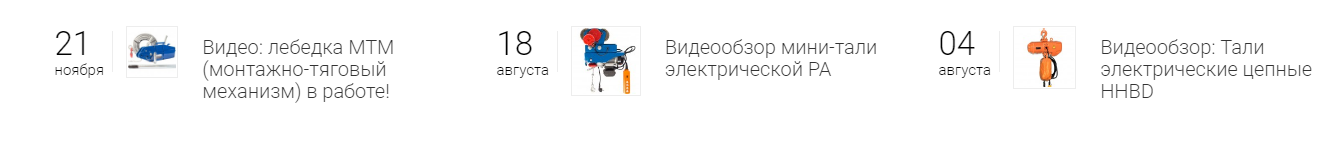 21
ноября
Видео: лебедка МТМ
(монтажно-тяговый
механизм) в работе!
18
августа
Видеообзор мини-тали
электрической РА
04
августа
Видеообзор: Тали
электрические цепные
HHBD